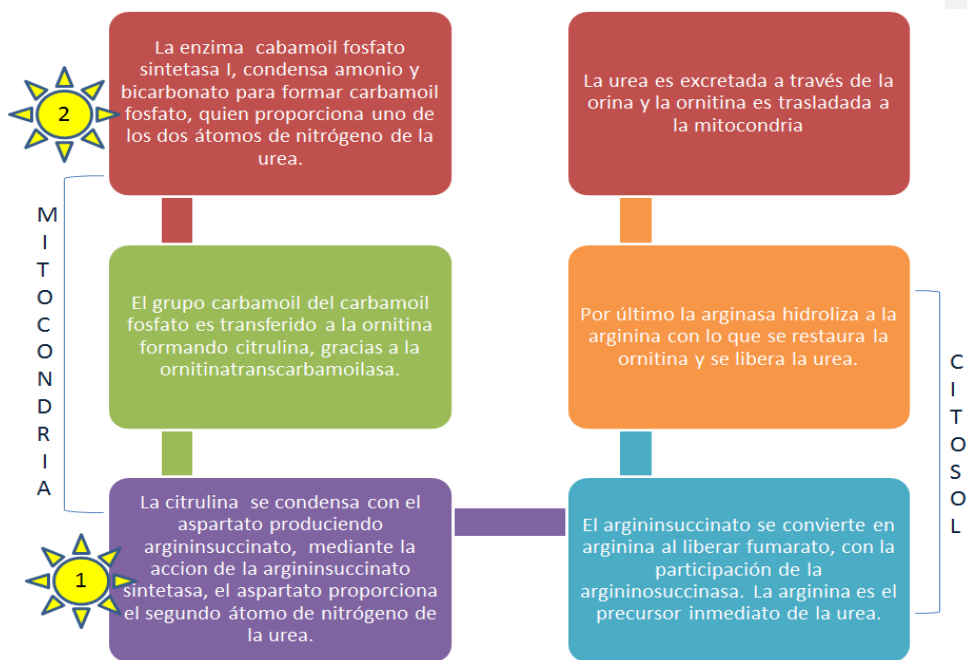 La enzima cabamoil fosfato
sintetasa I, condensa amonio y
bicarbonato para formar carbamoil
fosfato, quien proporciona uno de
los dos átomos de nitrógeno de la
urea.
2
MITOCONDRIA
El grupo carbamoil del carbamoil
fosfato es transferido a la ornitina
formando citrulina, gracias a la
ornitinatranscarbamoilasa.
La citrulina se condensa con el
aspartato produciendo
argininsuccinato, mediante la
accion de la argininsuccinato
sintetasa, el aspartato proporciona
el segundo átomo de nitrógeno de
la urea.
1
El argininsuccinato se convierte en
arginina al liberar fumarato, con la
participación de la
argininosuccinasa. La arginina es el
precursor inmediato de la urea.
Por último la arginasa hidroliza a la
arginina con lo que se restaura la
ornitina y se libera la urea.
CITOSOL
La urea es excretada a través de la
orina y la ornitina es trasladada a
la mitocondria